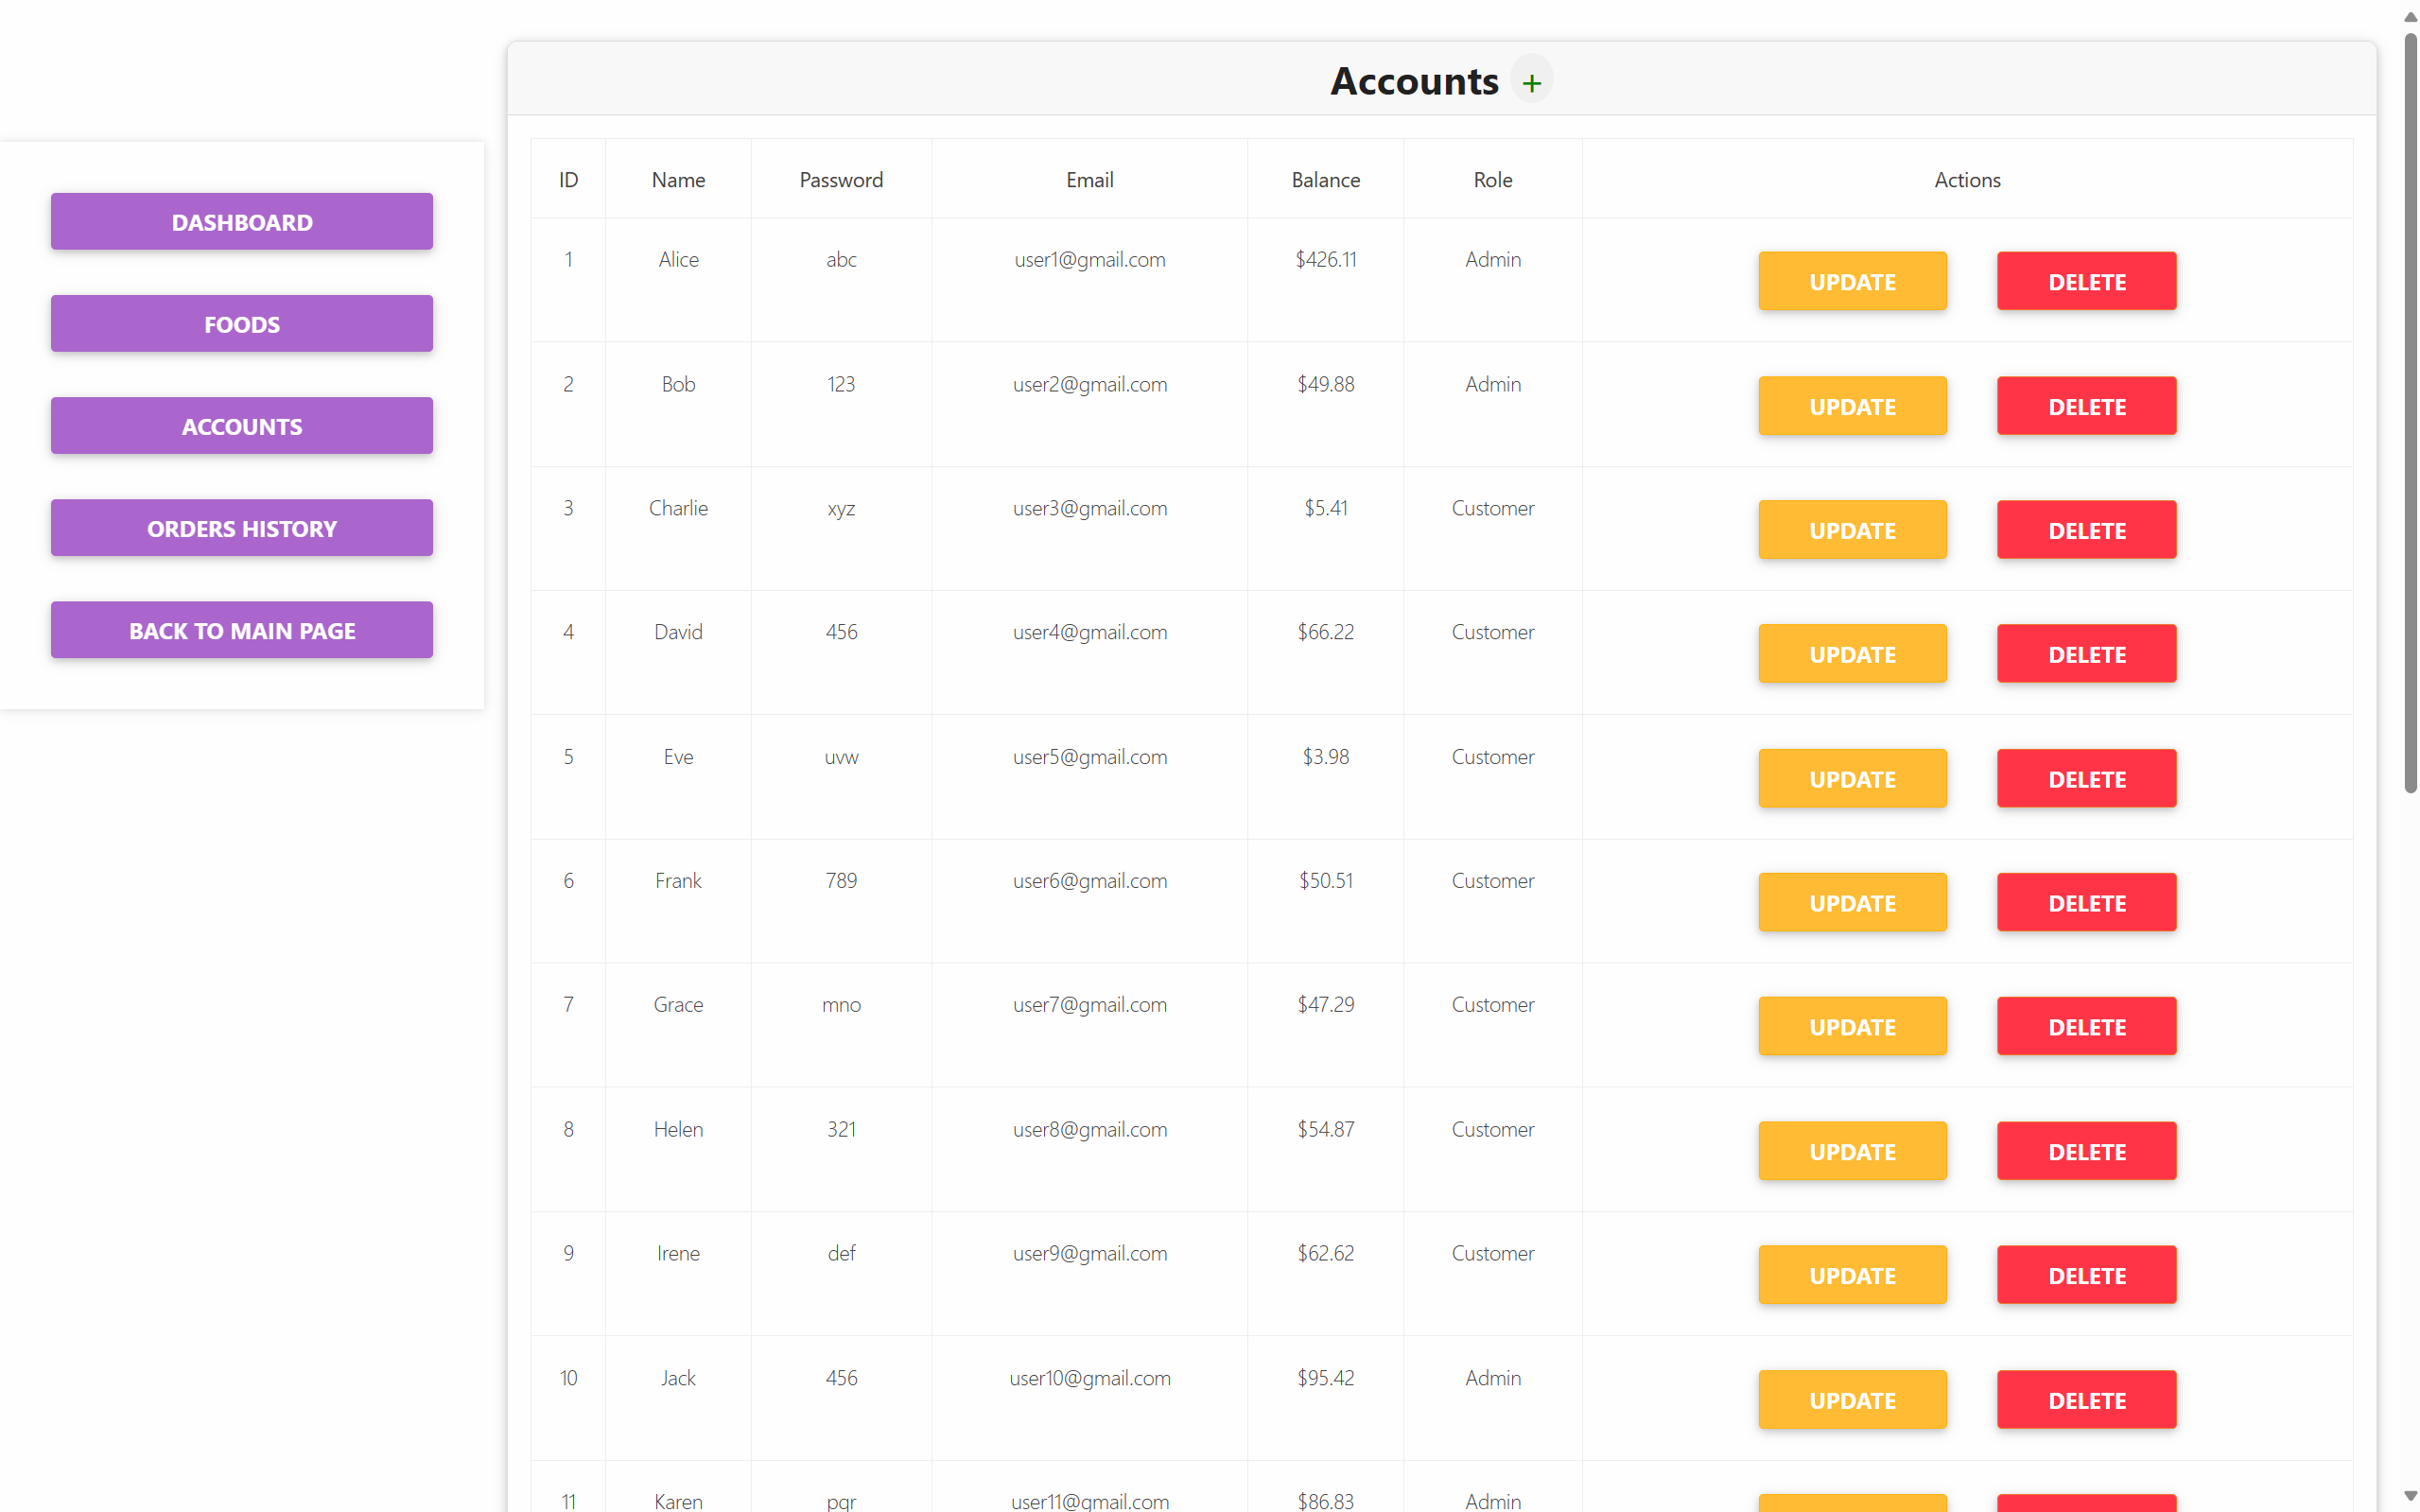 Accounts +
DASHBOARD
FOODS
ACCOUNTS
ORDERS HISTORY
BACK TO MAIN PAGE
ID Name Password Email Balance Role Actions
1 Alice abc user1@gmail.com $426.11 Admin UPDATE DELETE
2 Bob 123 user2@gmail.com $49.88 Admin UPDATE DELETE
3 Charlie xyz user3@gmail.com $5.41 Customer UPDATE DELETE
4 David 456 user4@gmail.com $66.22 Customer UPDATE DELETE
5 Eve uvw user5@gmail.com $3.98 Customer UPDATE DELETE
6 Frank 789 user6@gmail.com $50.51 Customer UPDATE DELETE
7 Grace mno user7@gmail.com $47.29 Customer UPDATE DELETE
8 Helen 321 user8@gmail.com $54.87 Customer UPDATE DELETE
9 Irene def user9@gmail.com $62.62 Customer UPDATE DELETE
10 Jack 456 user10@gmail.com $95.42 Admin UPDATE DELETE
11 Karen pqr user11@gmail.com $86.83 Admin